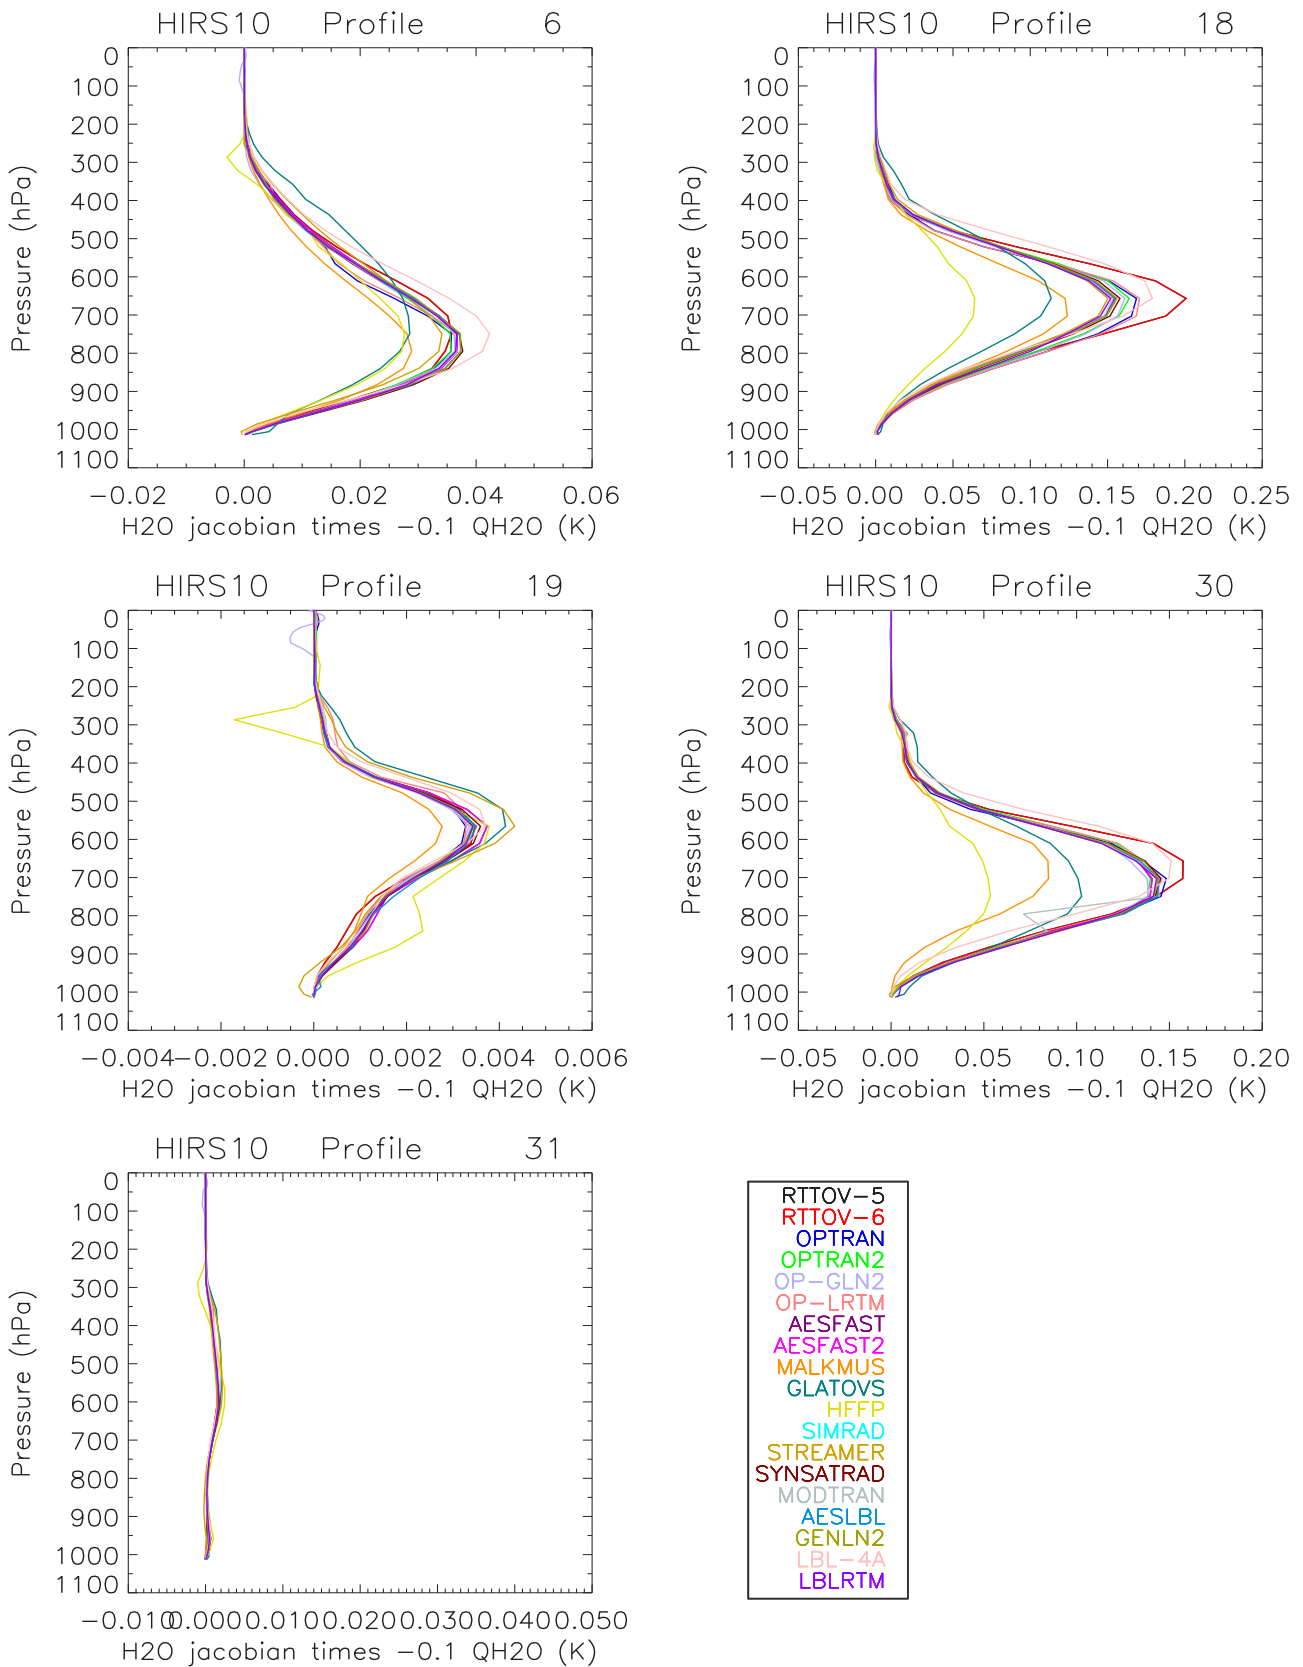 HIRS10 Profile 6
0
100
200
300
400
500
600
700
800
900
1000
1100
Pressure (hPa)
−0.02 0.00 0.02 0.04 0.06
H2O jacobian times −0.1 QH2O (K)
HIRS10 Profile 18
0
100
200
300
400
500
600
700
800
900
1000
1100
Pressure (hPa)
−0.05 0.00 0.05 0.10 0.15 0.20 0.25
H2O jacobian times −0.1 QH2O (K)
HIRS10 Profile 19
0
100
200
300
400
500
600
700
800
900
1000
1100
Pressure (hPa)
−0.004 −0.002 0.000 0.002 0.004 0.006
H2O jacobian times −0.1 QH2O (K)
HIRS10 Profile 30
0
100
200
300
400
500
600
700
800
900
1000
1100
Pressure (hPa)
−0.05 0.00 0.05 0.10 0.15 0.20
H2O jacobian times −0.1 QH2O (K)
HIRS10 Profile 31
0
100
200
300
400
500
600
700
800
900
1000
1100
Pressure (hPa)
−0.010 0.000 0.010 0.020 0.030 0.040 0.050
H2O jacobian times −0.1 QH2O (K)
RTTOV−5
RTTOV−6
OPTRAN
OPTRAN2
OP−GLN2
OP−LRTM
AESFAST
AESFAST2
MALKMUS
GLATOVS
HFFP
SIMRAD
STREAMER
SYNSATRAD
MODTRAN
AESLBL
GENLN2
LBL−4A
LBLRTM